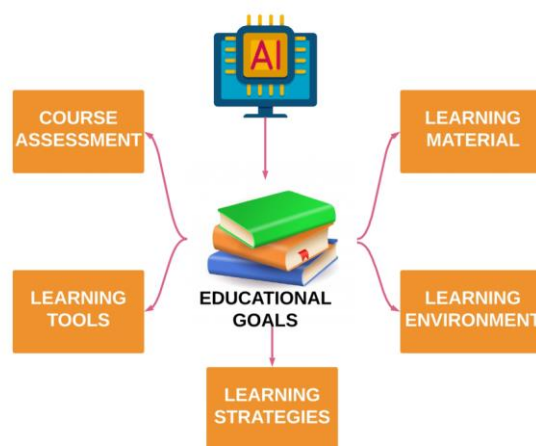 AI
COURSE
ASSESSMENT
LEARNING
MATERIAL
EDUCATIONAL
GOALS
LEARNING
TOOLS
LEARNING
ENVIRONMENT
LEARNING
STRATEGIES